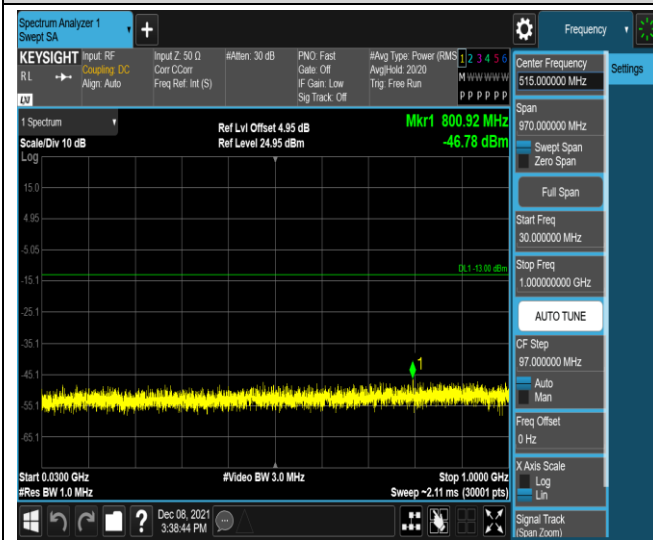 Spectrum Analyzer 1
Swept SA
+
Frequency
KEYSIGHT
RL
LXI
Input: RF
Coupling: DC
Align: Auto
Input Z: 50 Ω
Corr CCorr
Freq Ref: Int (S)
#Atten: 30 dB
PNO: Fast
Gate: Off
IF Gain: Low
Sig Track: Off
#Avg Type: Power (RMS
Avg|Hold: 20/20
Trig: Free Run
1 2 3 4 5 6
M W W W W W
P P P P P P
1 Spectrum
Scale/Div 10 dB
Log
Ref Lvl Offset 4.95 dB
Ref Level 24.95 dBm
Mkr1 800.92 MHz
-46.78 dBm
15.0
4.95
-5.05
-15.1
-25.1
-35.1
-45.1
-55.1
-65.1
DL1 -13.00 dBm
1
Start 0.0300 GHz
#Res BW 1.0 MHz
#Video BW 3.0 MHz
Stop 1.0000 GHz
Sweep ~2.11 ms (30001 pts)
?
Dec 08, 2021
3:38:44 PM
Center Frequency
515.000000 MHz
Span
970.000000 MHz
Swept Span
Zero Span
Full Span
Start Freq
30.000000 MHz
Stop Freq
1.000000000 GHz
AUTO TUNE
CF Step
97.000000 MHz
Auto
Man
Freq Offset
0 Hz
X Axis Scale
Log
Lin
Signal Track
(Span Zoom)
Settings